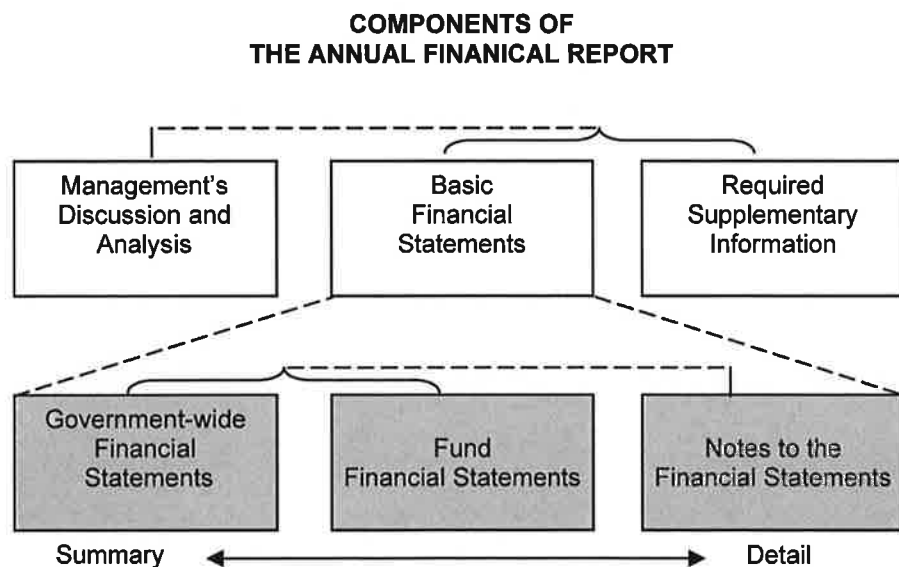 COMPONENTS OF
THE ANNUAL FINANICAL REPORT
Management's
Discussion and
Analysis
Basic
Financial
Statements
Required
Supplementary
Information
Government-wide
Financial
Statements
Fund
Financial Statements
Notes to the
Financial Statements
Summary
Detail